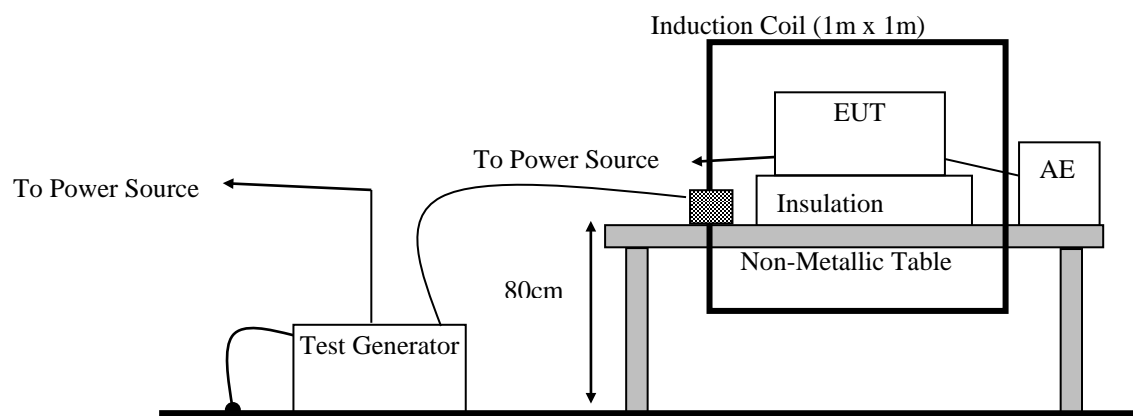 Induction Coil (1m x 1m)
EUT
To Power Source
AE
To Power Source
Insulation
Non-Metallic Table
80cm
Test Generator